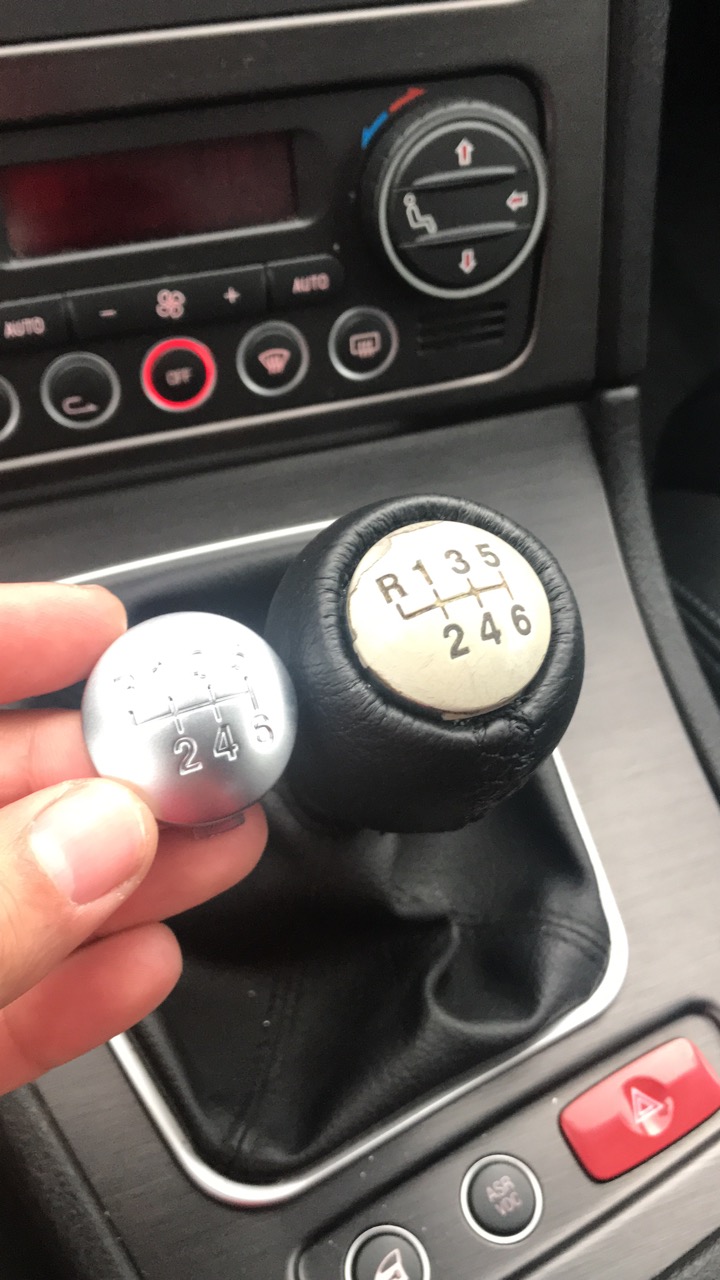 AUTO
- +
AUTO
OFF
R 1 3 5
2 4 6
2 4 6
ASR
VDC